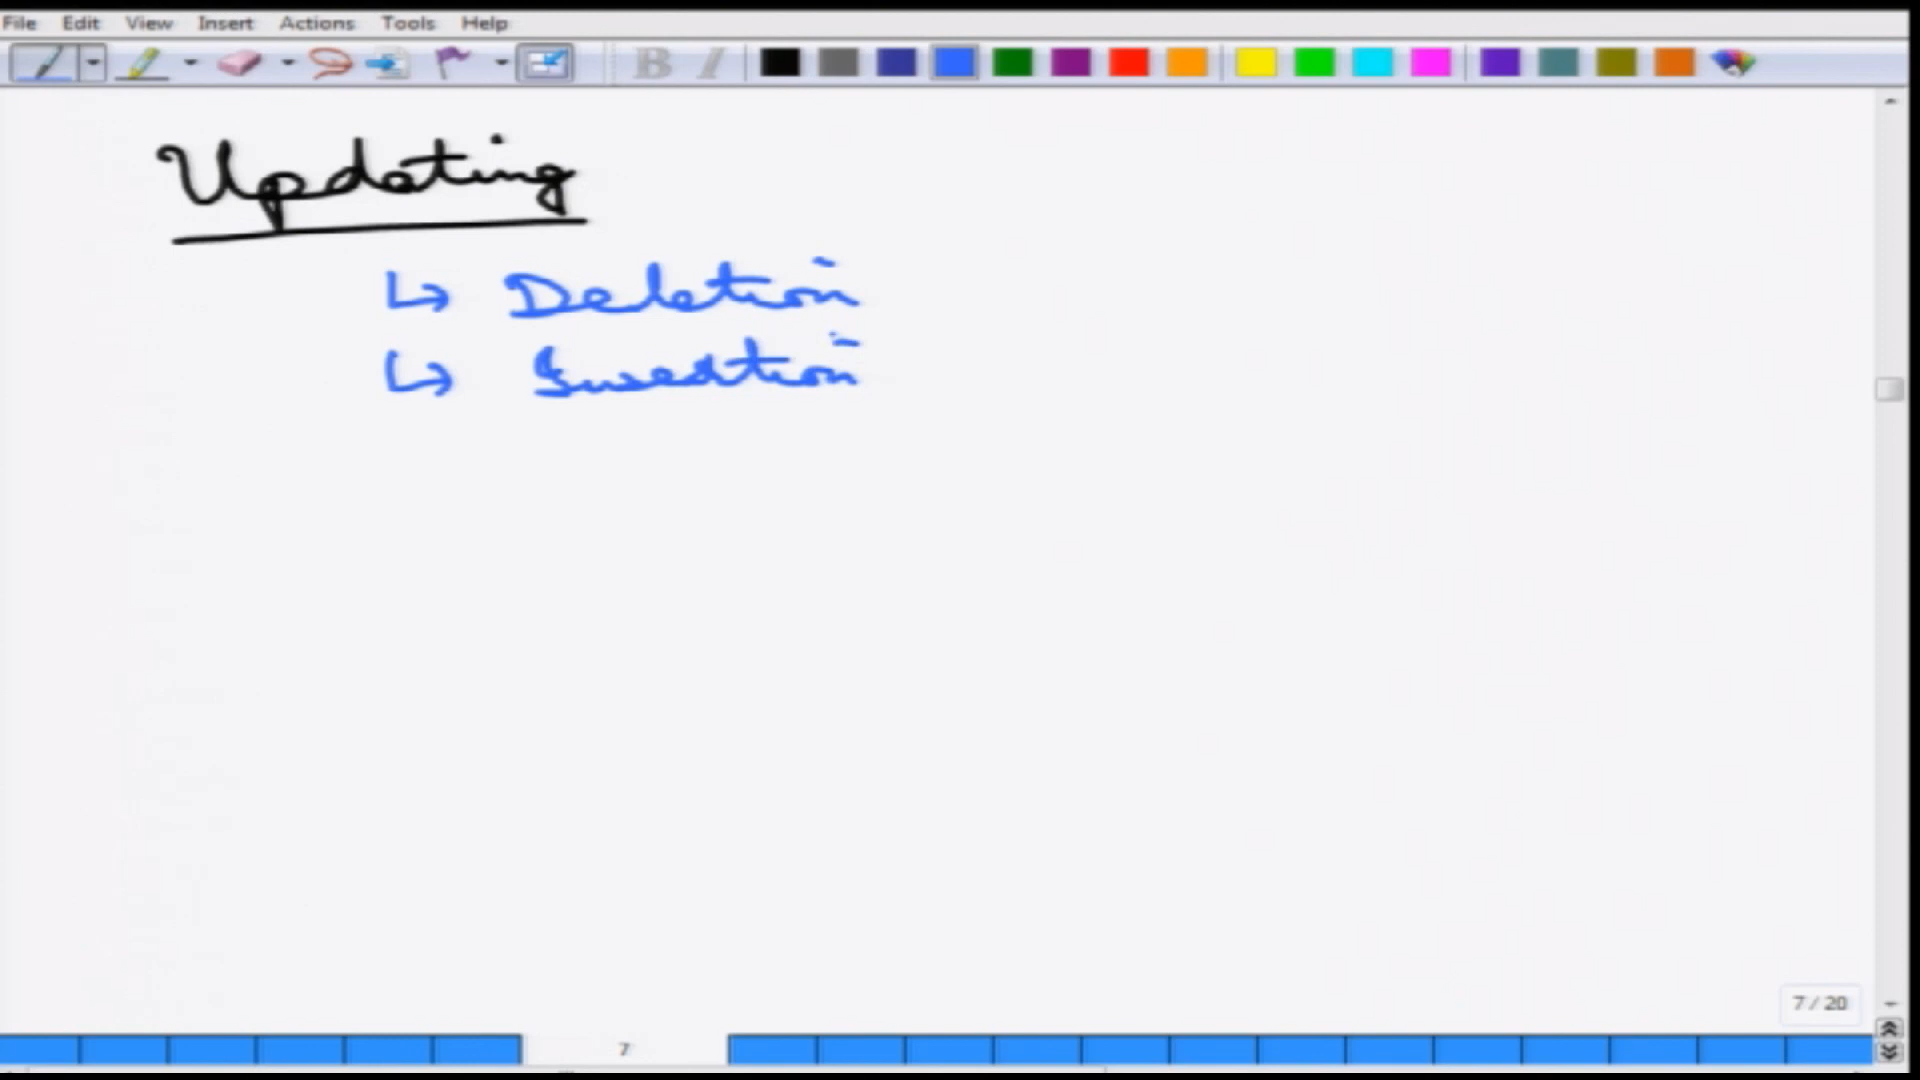 File Edit View Insert Actions Tools Help
B I
Updating
↳ Deletion
↳ Insertion
7 / 20
7